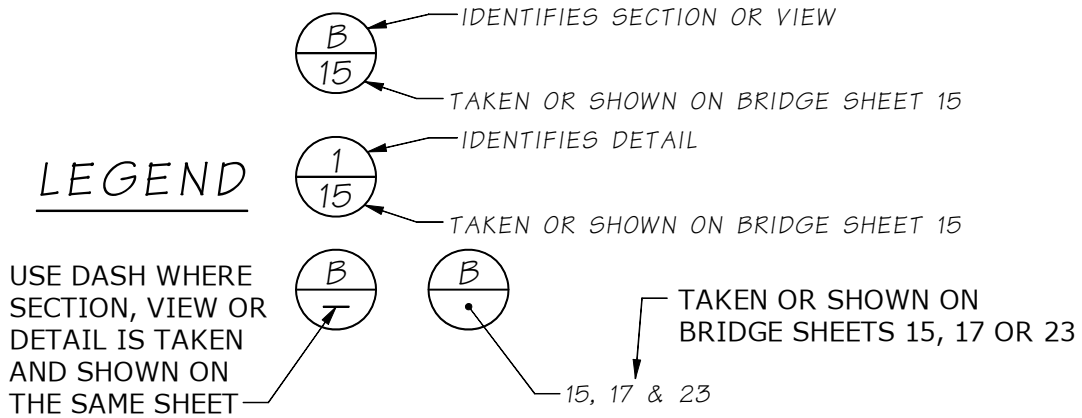 B
15
IDENTIFIES SECTION OR VIEW
TAKEN OR SHOWN ON BRIDGE SHEET 15
LEGEND
1
15
IDENTIFIES DETAIL
TAKEN OR SHOWN ON BRIDGE SHEET 15
USE DASH WHERE
SECTION, VIEW OR
DETAIL IS TAKEN
AND SHOWN ON
THE SAME SHEET
B
–
B
TAKEN OR SHOWN ON
BRIDGE SHEETS 15, 17 OR 23
15, 17 & 23